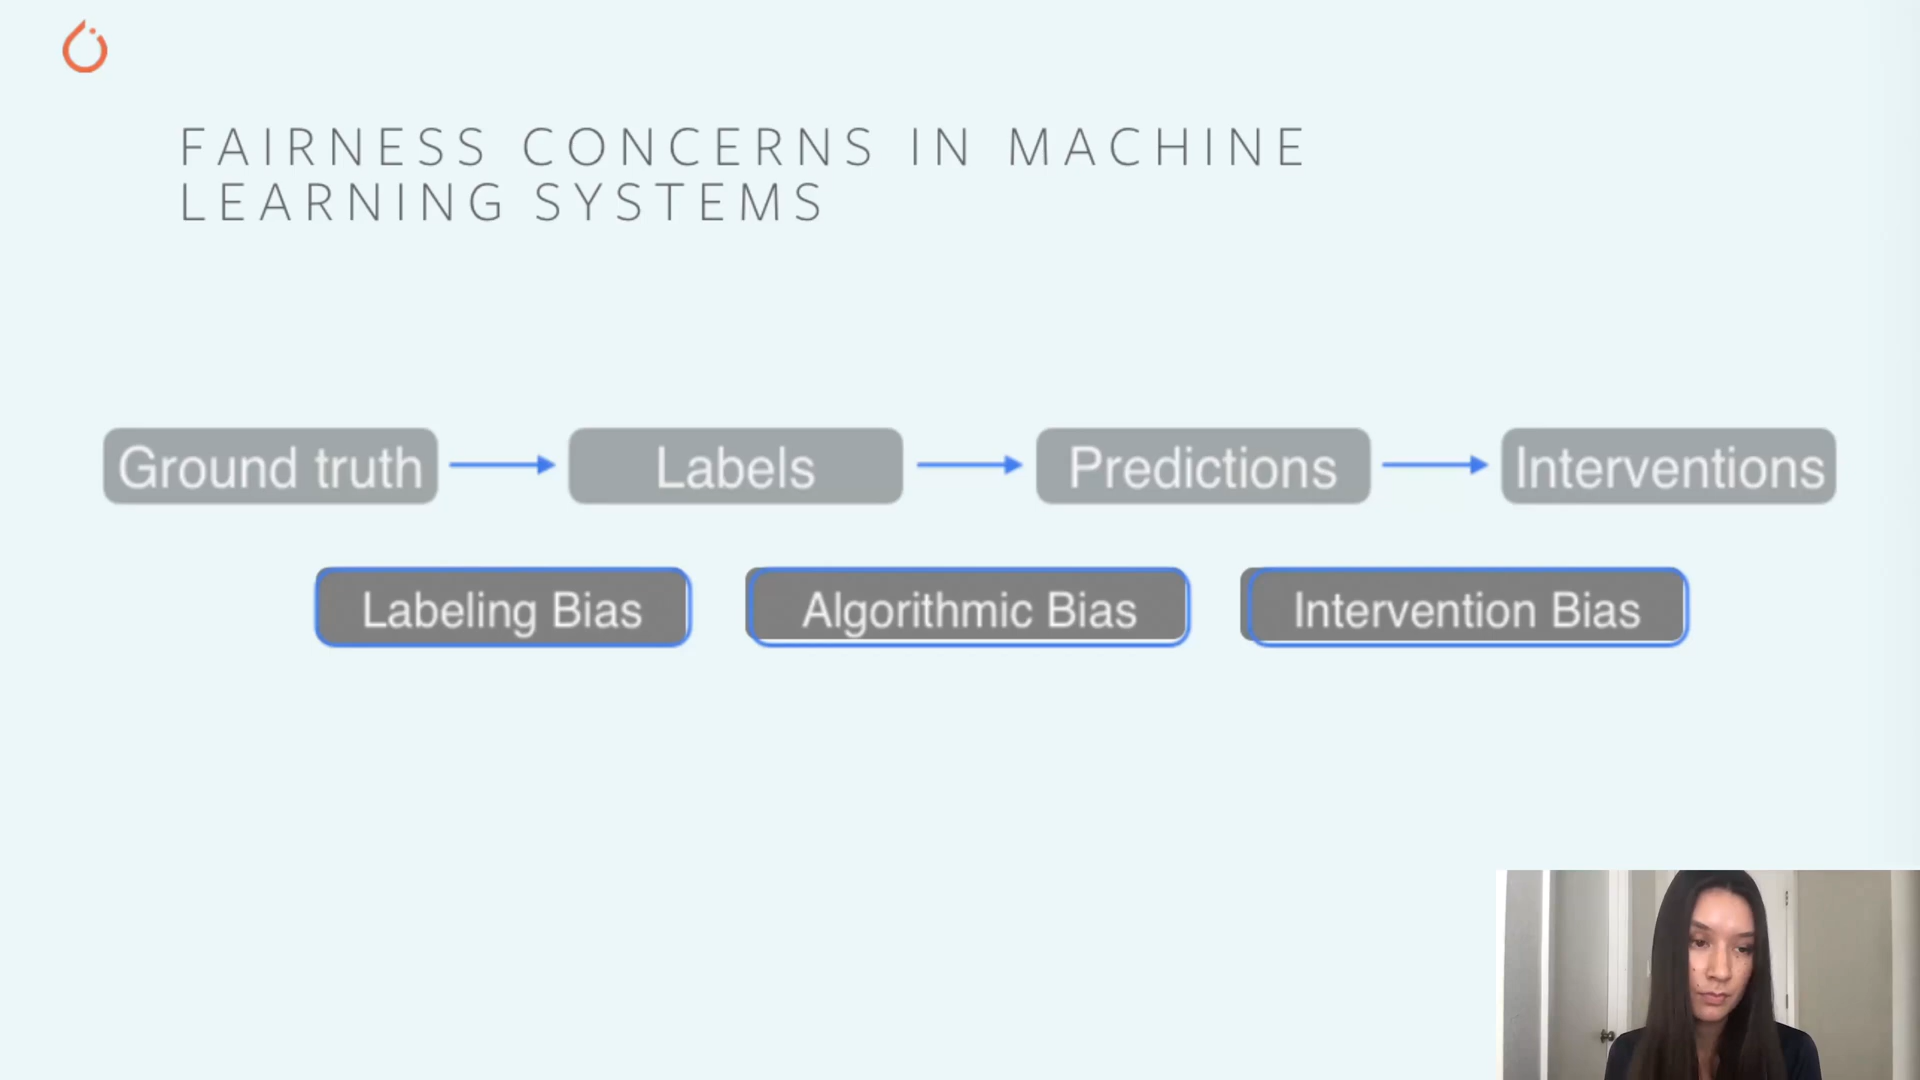 FAIRNESS CONCERNS IN MACHINE
LEARNING SYSTEMS
Ground truth
Labels
Predictions
Interventions
Labeling Bias
Algorithmic Bias
Intervention Bias